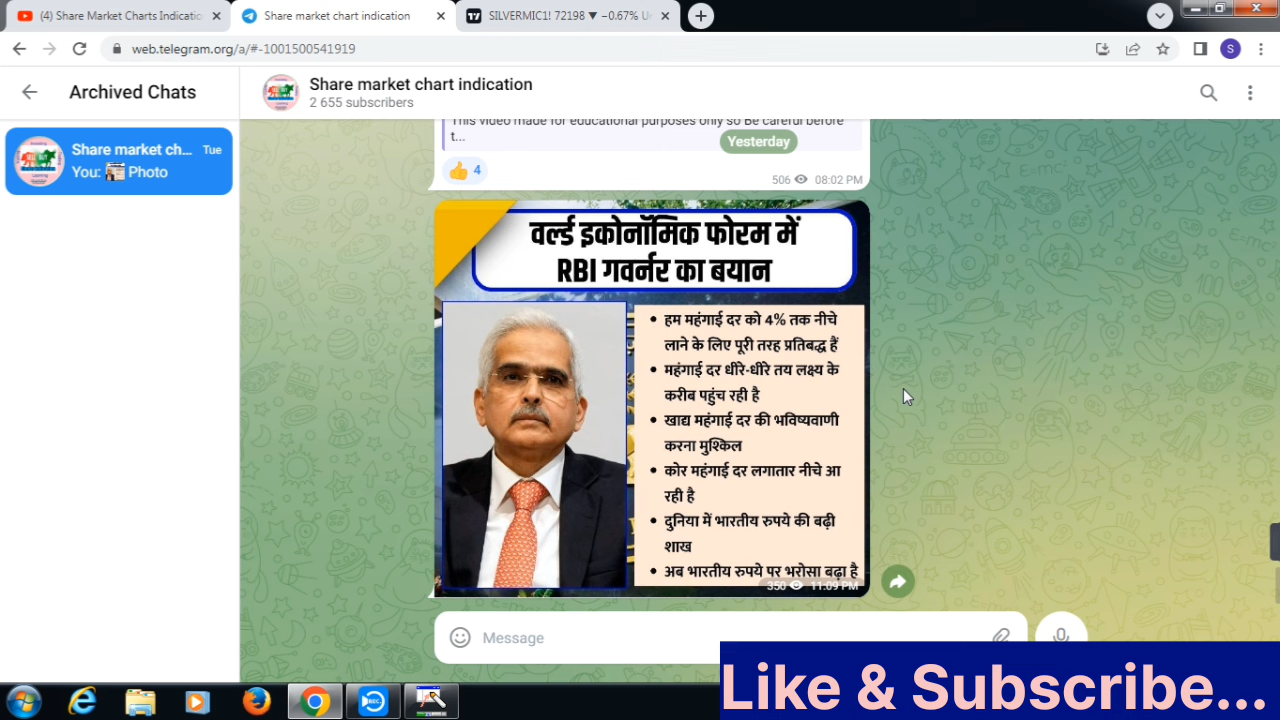 (4) Share Market Charts Indicatio
Share market chart indication
SILVERMIC1! 72198 ▼ −0.67%
web.telegram.org/a/#-1001500541919
S
Archived Chats
Share market ch... Tue
You: Photo
Share market chart indication
2 655 subscribers
This video made for educational purposes only so Be careful before
t...
Yesterday
4
506 08:02 PM
वर्ल्ड इकोनॉमिक फोरम में
RBI गवर्नर का बयान
• हम महंगाई दर को 4% तक नीचे
लाने के लिए पूरी तरह प्रतिबद्ध हैं
• महंगाई दर धीरे-धीरे तय लक्ष्य के
करीब पहुंच रही है
• खाद्य महंगाई दर की भविष्यवाणी
करना मुश्किल
• कोर महंगाई दर लगातार नीचे आ
रही है
• दुनिया में भारतीय रुपये की बढ़ी
शाख
• अब भारतीय रुपये पर भरोसा बढ़ा है
350 11:09 PM
Message
Like & Subscribe...